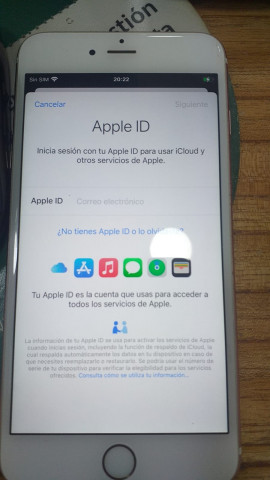 stión
sta
Sin SIM
20:22
Cancelar
Siguiente
Apple ID
Inicia sesión con tu Apple ID para usar iCloud y
otros servicios de Apple.
Apple ID
Correo electrónico
¿No tienes Apple ID o lo
Tu Apple ID es la cuenta que usas para acceder a
todos los servicios de Apple.
La información de tu Apple ID se usa para activar los servicios de Apple
cuando inicias sesión, incluyendo la función de respaldo de iCloud, la
cual respalda automáticamente los datos en tu dispositivo en caso de
que necesites reemplazarlo o restaurarlo. Se podría usar el número de
serie de tu dispositivo para verificar la elegibilidad para los servicios
ofrecidos. Consulta cómo se utiliza tu información...